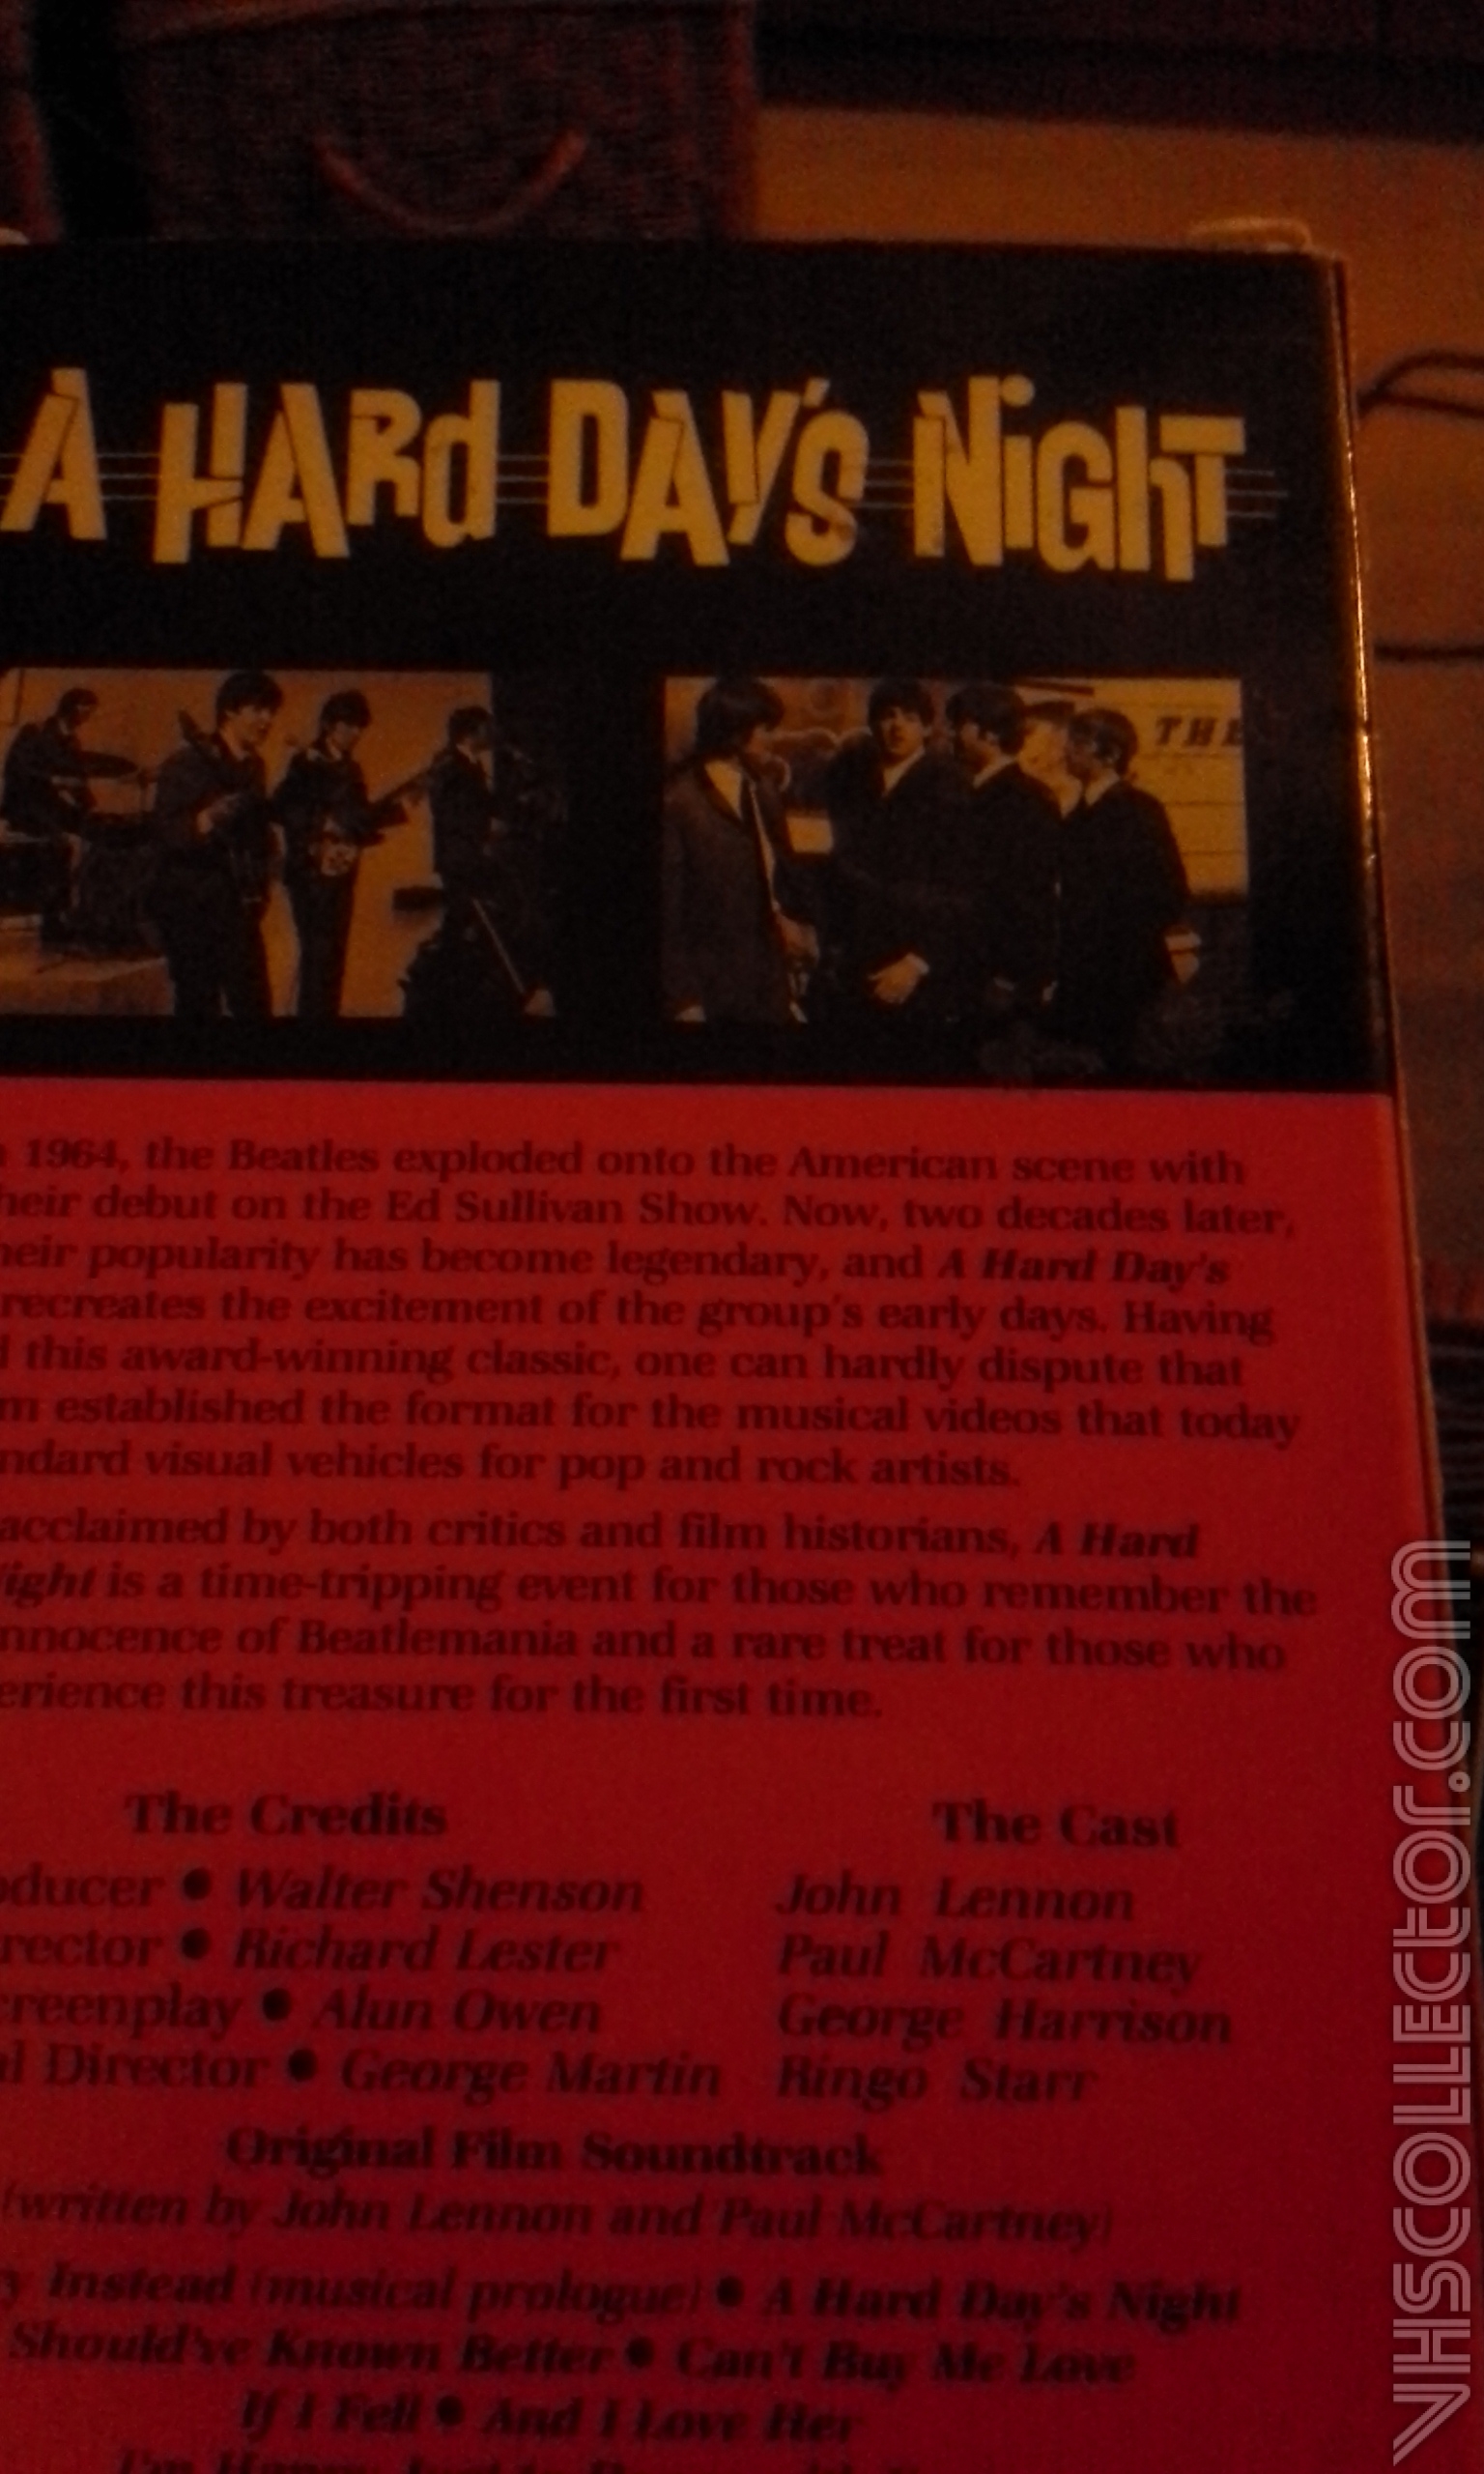 A HARD DAY'S NIGHT
THE
1964, the Beatles exploded onto the American scene with
heir debut on the Ed Sullivan Show. Now, two decades later,
heir popularity has become legendary, and A Hard Day's
recreates the excitement of the group's early days. Having
d this award-winning classic, one can hardly dispute that
m established the format for the musical videos that today
ndard visual vehicles for pop and rock artists.
acclaimed by both critics and film historians, A Hard
ight is a time-tripping event for those who remember the
nnocence of Beatlemania and a rare treat for those who
erience this treasure for the first time.
The Credits
oducer • Walter Shenson
rector • Richard Lester
creenplay • Alun Owen
l Director • George Martin
The Cast
John Lennon
Paul McCartney
George Harrison
Ringo Starr
Original Film Soundtrack
(written by John Lennon and Paul McCartney)
y Instead (musical prologue) • A Hard Day's Night
Should've Known Better • Can't Buy Me Love
If I Fell • And I Love Her
VHSCOLLECTOR.COM